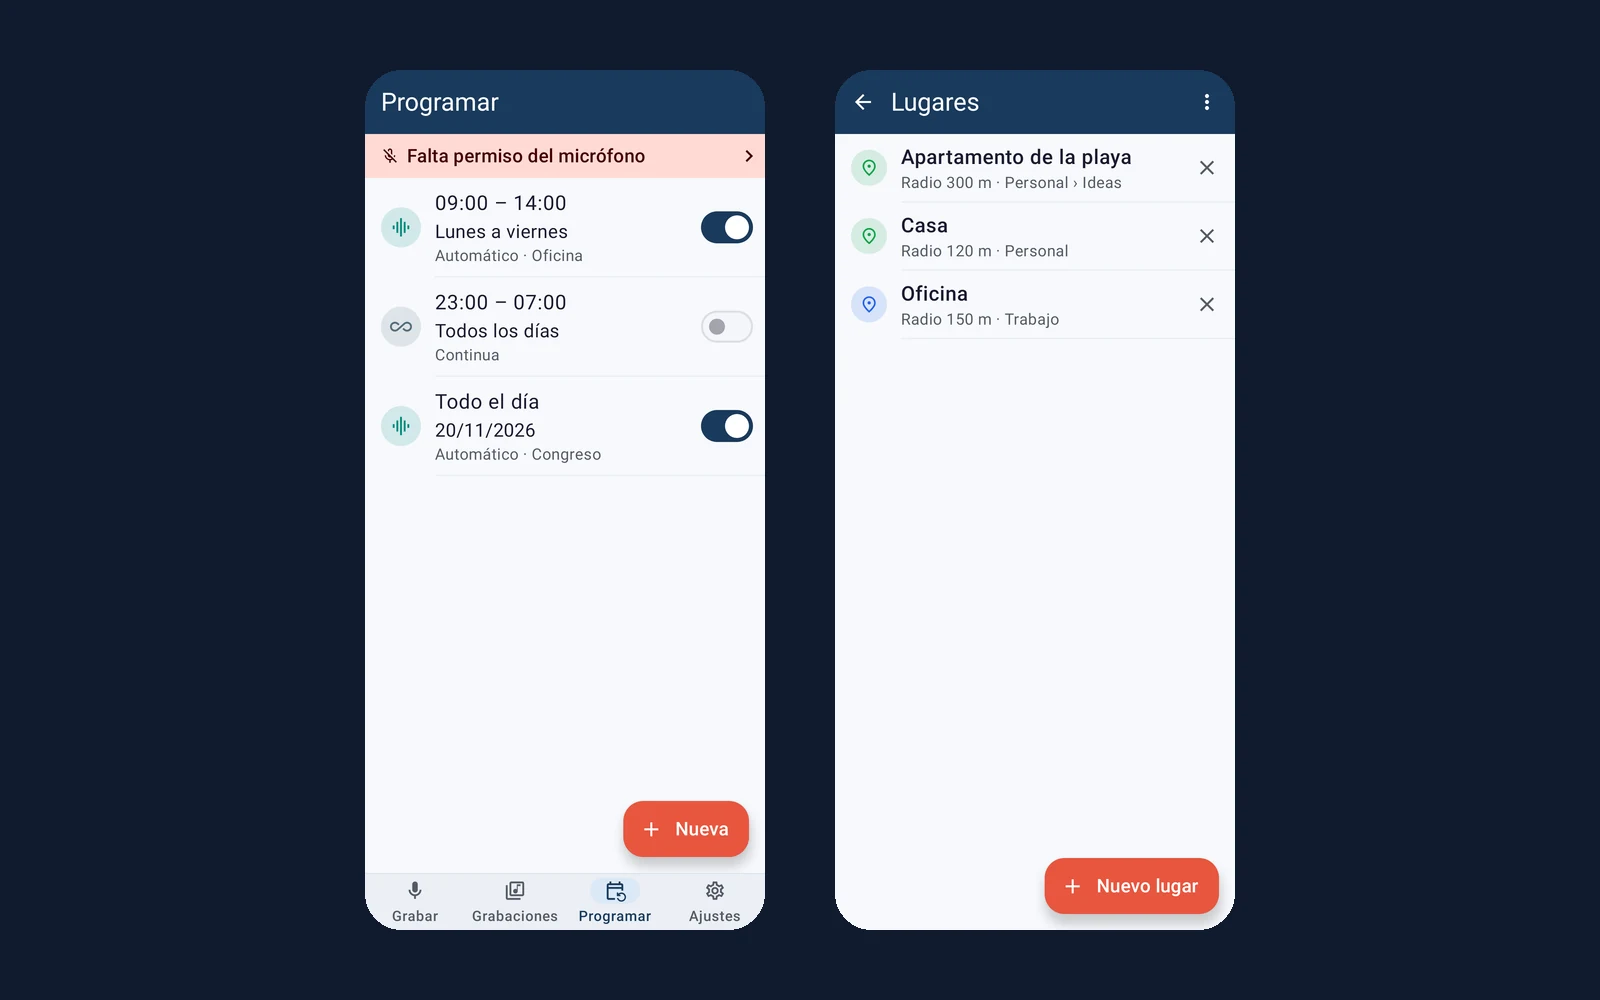 Programar
Falta permiso del micrófono
09:00 – 14:00
Lunes a viernes
Automático · Oficina
23:00 – 07:00
Todos los días
Continua
Todo el día
20/11/2026
Automático · Congreso
Nueva
Grabar
Grabaciones
Programar
Ajustes
Lugares
Apartamento de la playa
Radio 300 m · Personal › Ideas
Casa
Radio 120 m · Personal
Oficina
Radio 150 m · Trabajo
Nuevo lugar